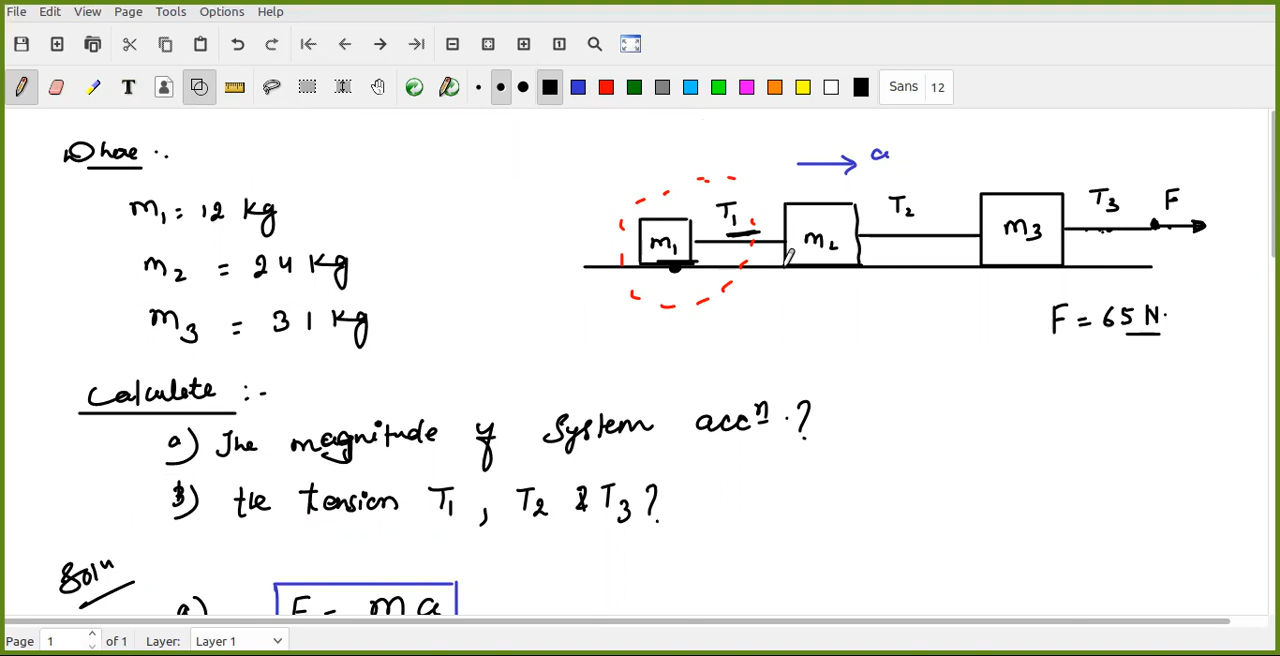 File Edit View Page Tools Options Help
Sans 12
m1 = 12 kg
m2 = 24 kg
m3 = 31 kg
a
m1 T1 m2 T2 m3 T3 F
F = 65 N.
Calculate :-
a) The magnitude of system accn.?
b) the tension T1, T2 & T3?
Soln
a) F = ma
Page 1 of 1 Layer: Layer 1